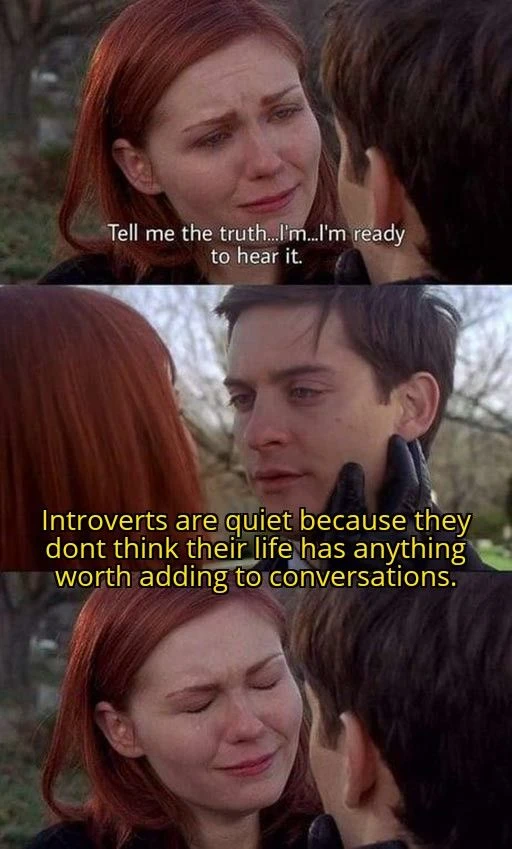 Tell me the truth...I'm...I'm ready
to hear it.
Introverts are quiet because they
dont think their life has anything
worth adding to conversations.